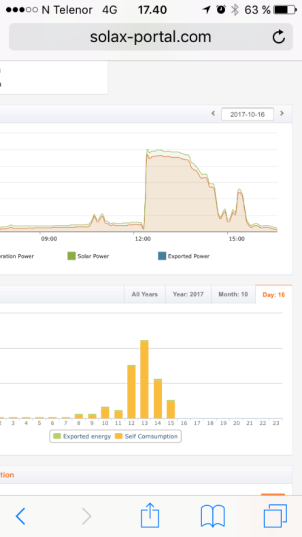 N Telenor 4G 17.40 63 %
solax-portal.com
2017-10-16
09:00 12:00 15:00
ration Power Solar Power Exported Power
All Years Year: 2017 Month: 10 Day: 16
2 3 4 5 6 7 8 9 10 11 12 13 14 15 16 17 18 19 20 21 22 23
Exparted energy Self Comsumption
tion